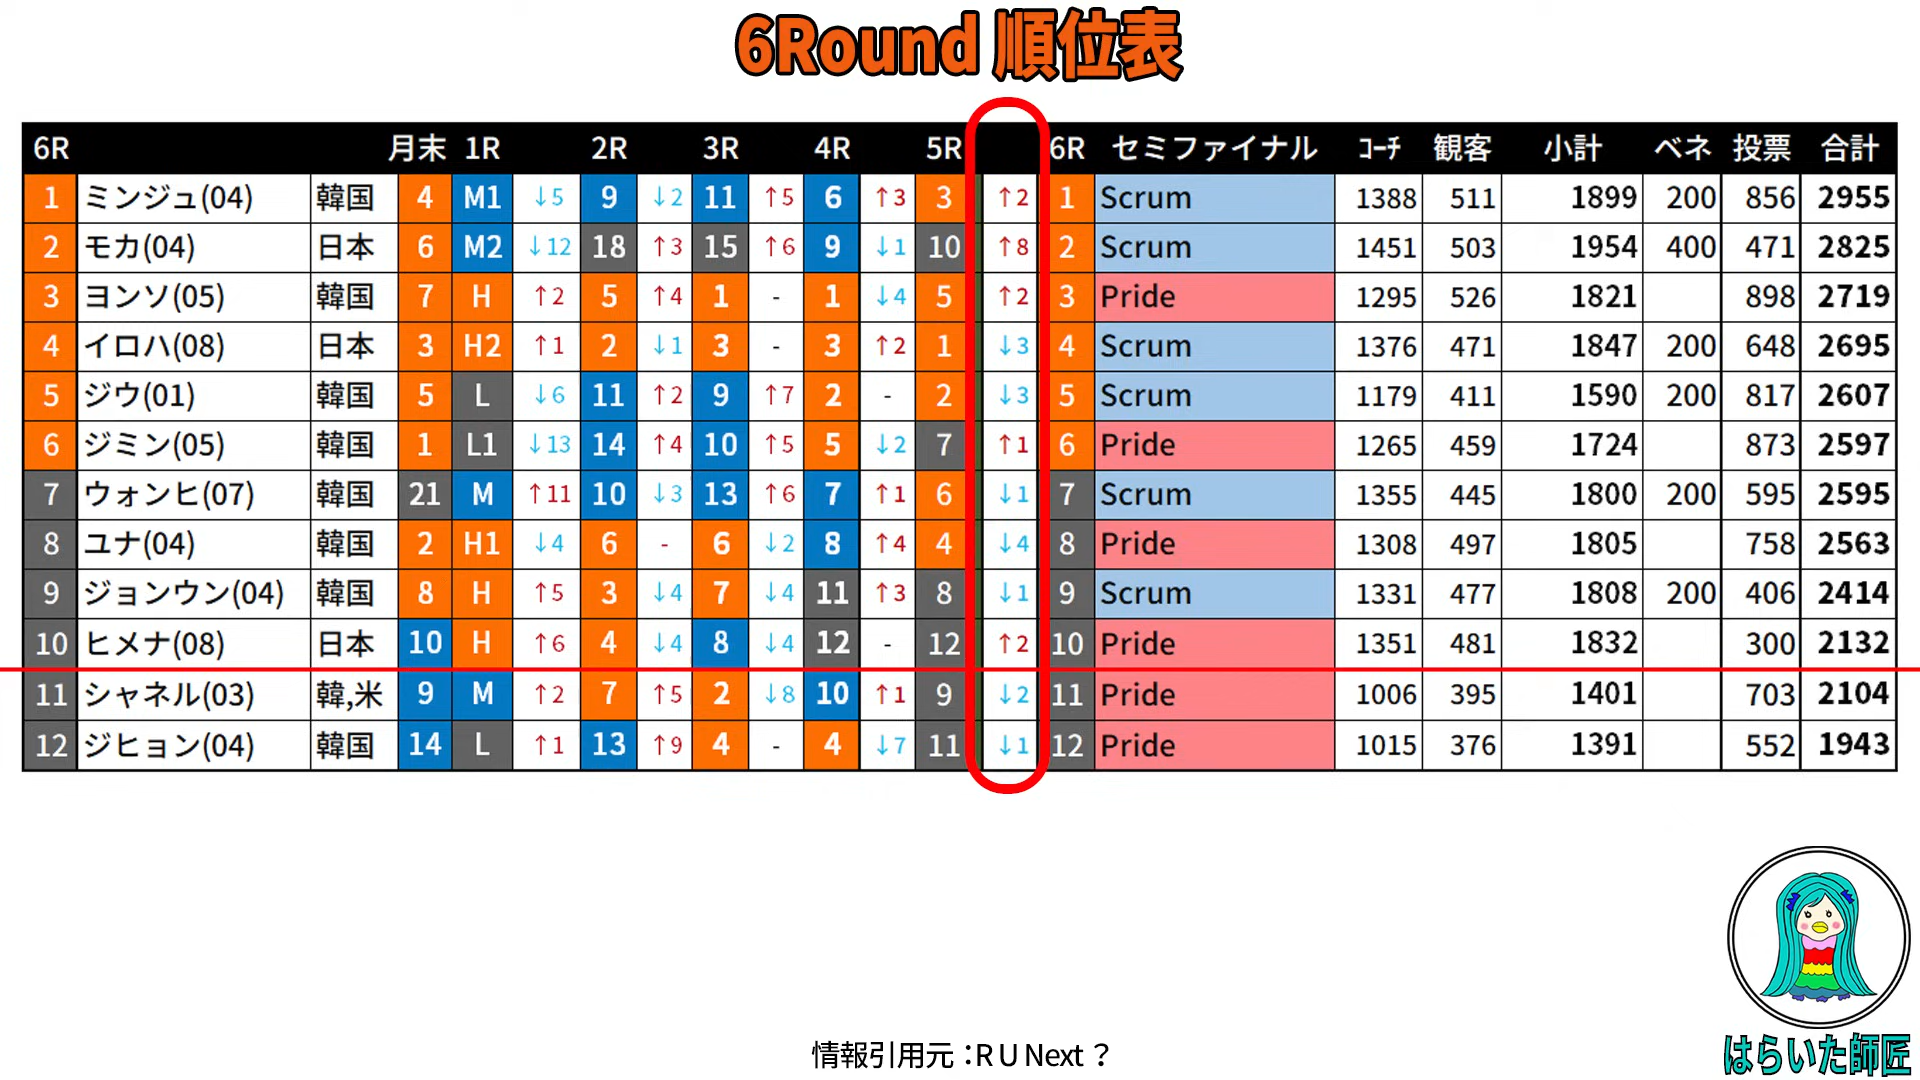 6Round 順位表
6R 月末 1R 2R 3R 4R 5R 6R セミファイナル ｺｰﾁ 観客 小計 ベネ 投票 合計
1 ミンジュ(04) 韓国 4 M1 ↓5 9 ↓2 11 ↑5 6 ↑3 3 ↑2 1 Scrum 1388 511 1899 200 856 2955
2 モカ(04) 日本 6 M2 ↓12 18 ↑3 15 ↑6 9 ↓1 10 ↑8 2 Scrum 1451 503 1954 400 471 2825
3 ヨンソ(05) 韓国 7 H ↑2 5 ↑4 1 - 1 ↓4 5 ↑2 3 Pride 1295 526 1821 898 2719
4 イロハ(08) 日本 3 H2 ↑1 2 ↓1 3 - 3 ↑2 1 ↓3 4 Scrum 1376 471 1847 200 648 2695
5 ジウ(01) 韓国 5 L ↓6 11 ↑2 9 ↑7 2 - 2 ↓3 5 Scrum 1179 411 1590 200 817 2607
6 ジミン(05) 韓国 1 L1 ↓13 14 ↑4 10 ↑5 5 ↓2 7 ↑1 6 Pride 1265 459 1724 873 2597
7 ウォンヒ(07) 韓国 21 M ↑11 10 ↓3 13 ↑6 7 ↑1 6 ↓1 7 Scrum 1355 445 1800 200 595 2595
8 ユナ(04) 韓国 2 H1 ↓4 6 - 6 ↓2 8 ↑4 4 ↓4 8 Pride 1308 497 1805 758 2563
9 ジョンウン(04) 韓国 8 H ↑5 3 ↓4 7 ↓4 11 ↑3 8 ↓1 9 Scrum 1331 477 1808 200 406 2414
10 ヒメナ(08) 日本 10 H ↑6 4 ↓4 8 ↓4 12 - 12 ↑2 10 Pride 1351 481 1832 300 2132
11 シャネル(03) 韓,米 9 M ↑2 7 ↑5 2 ↓8 10 ↑1 9 ↓2 11 Pride 1006 395 1401 703 2104
12 ジヒョン(04) 韓国 14 L ↑1 13 ↑9 4 - 4 ↓7 11 ↓1 12 Pride 1015 376 1391 552 1943
はらいた師匠
情報引用元：R U Next？